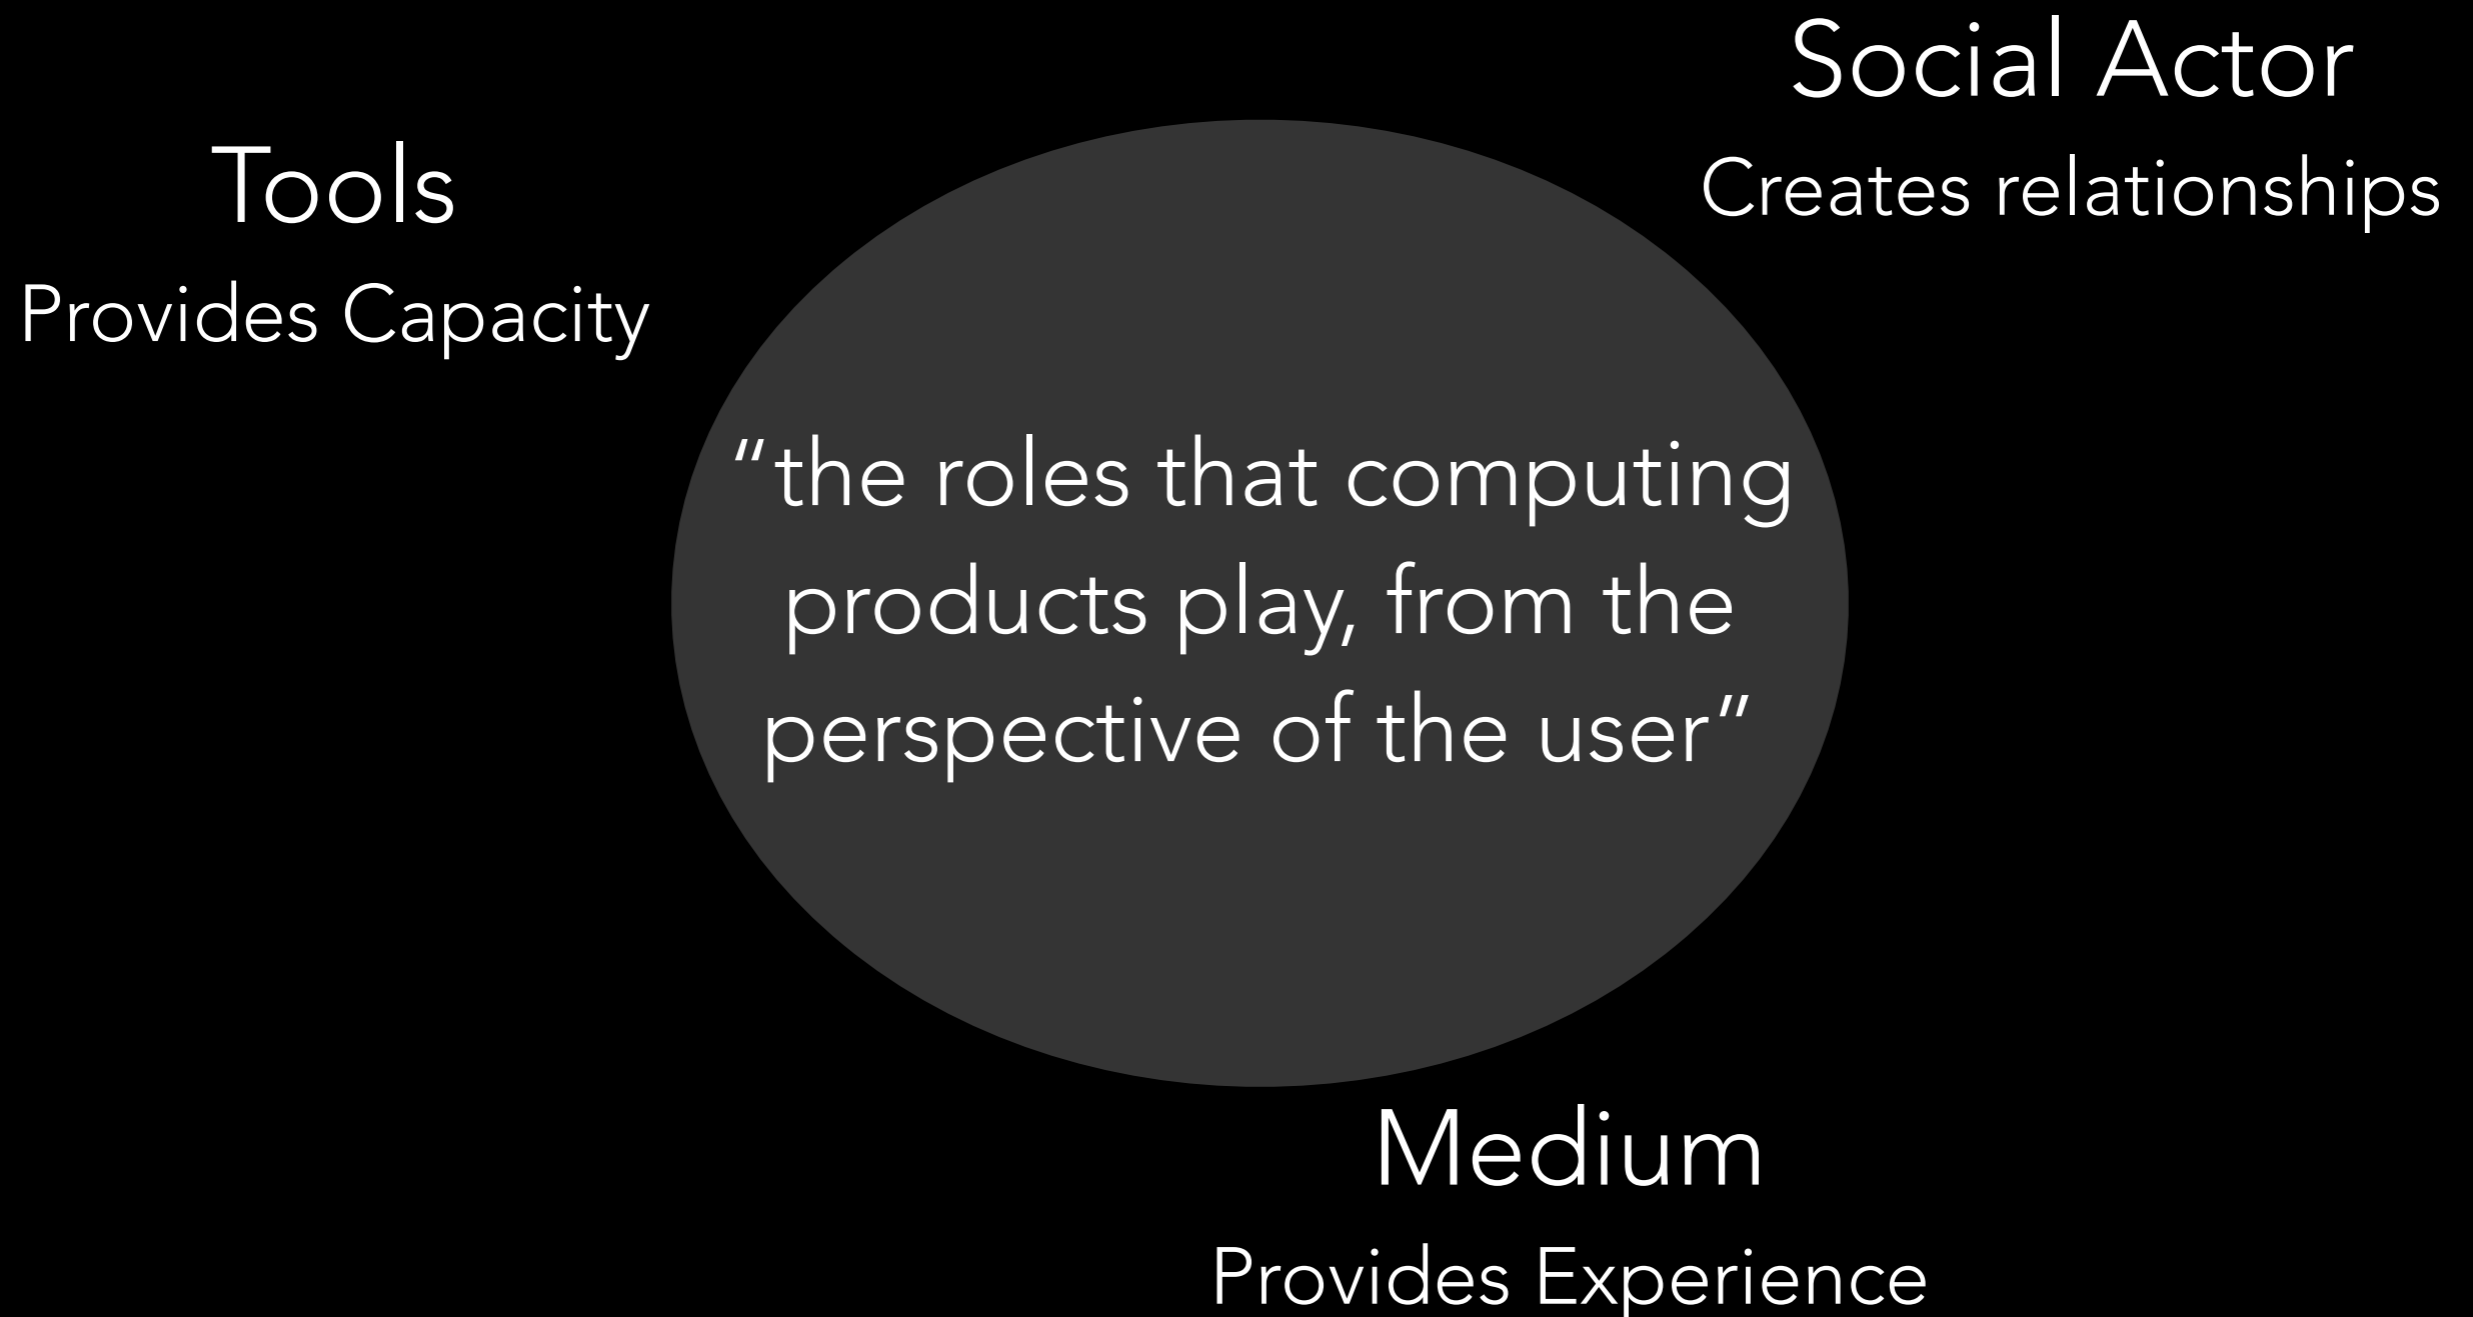 Social Actor
Creates relationships
Tools
Provides Capacity
“the roles that computing
products play, from the
perspective of the user”
Medium
Provides Experience